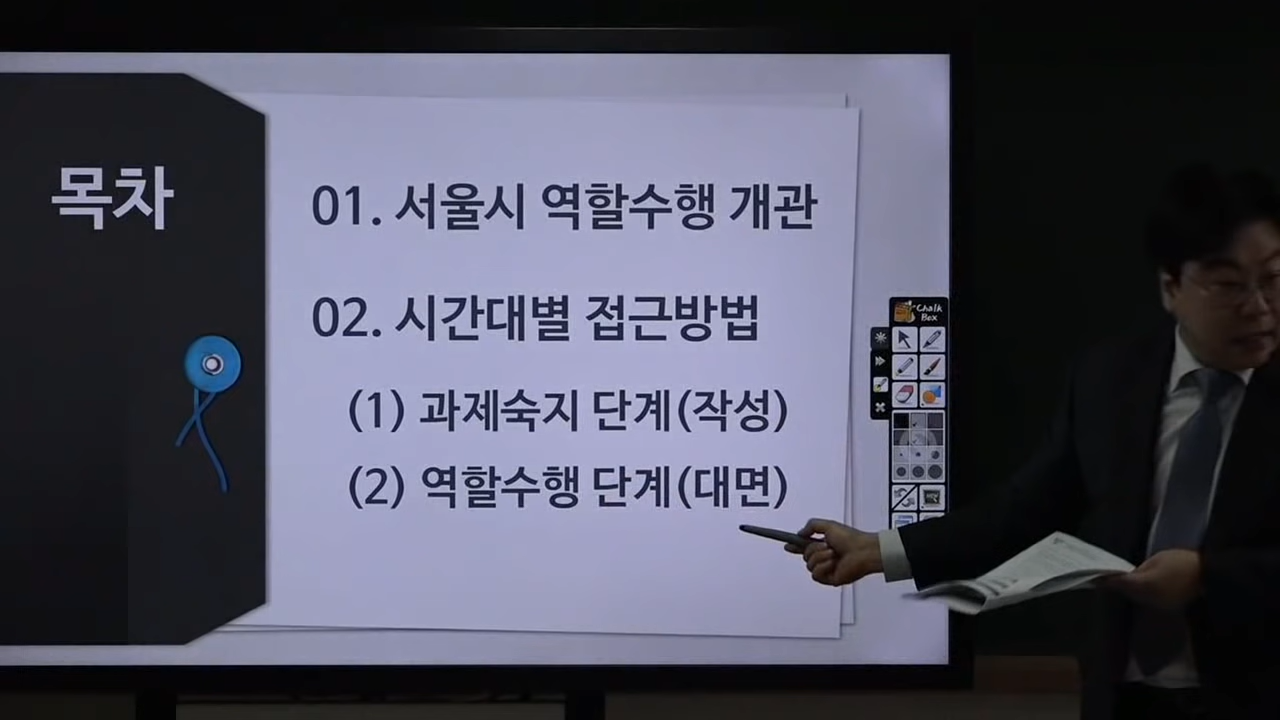 목차
01. 서울시 역할수행 개관
02. 시간대별 접근방법
(1) 과제숙지 단계(작성)
(2) 역할수행 단계(대면)
Chalk
Box